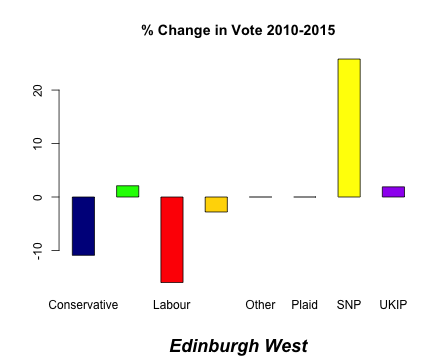 % Change in Vote 2010-2015
20
10
0
-10
Conservative Labour Other Plaid SNP UKIP
Edinburgh West